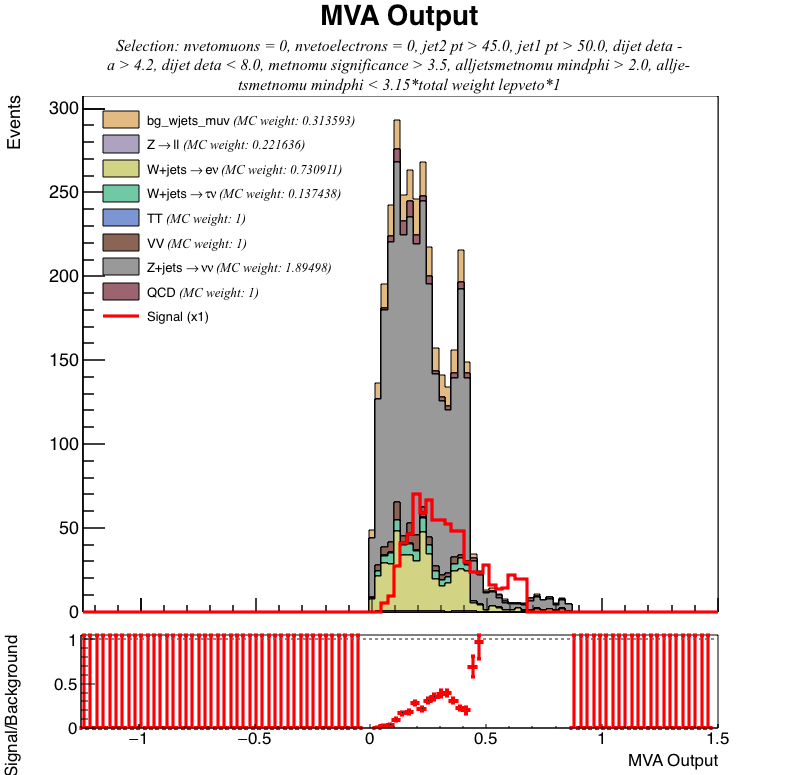 MVA Output
Selection: nvetomuons = 0, nvetoelectrons = 0, jet2 pt > 45.0, jet1 pt > 50.0, dijet deta -
a > 4.2, dijet deta < 8.0, metnomu significance > 3.5, alljetsmetnomu mindphi > 2.0, allje-
tsmetnomu mindphi < 3.15*total weight lepveto*1
Events
300
250
200
150
100
50
0
bg_wjets_muv (MC weight: 0.313593)
Z→ll (MC weight: 0.221636)
W+jets→eν (MC weight: 0.730911)
W+jets→τν (MC weight: 0.137438)
TT (MC weight: 1)
VV (MC weight: 1)
Z+jets→νν (MC weight: 1.89498)
QCD (MC weight: 1)
Signal (x1)
Signal/Background
1
0.5
0
−1 −0.5 0 0.5 1 1.5
MVA Output